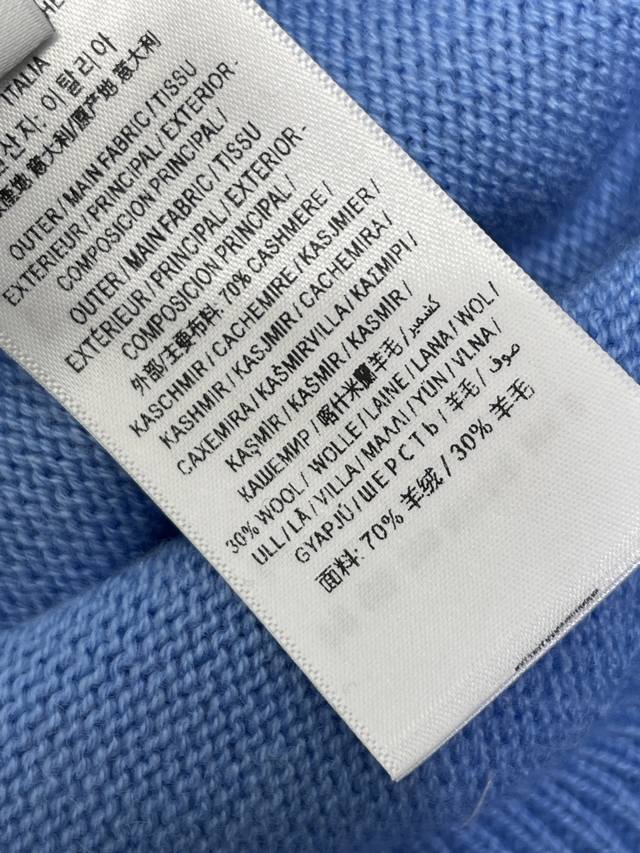 ITALIA
산지: 이탈리아
產地 意大利/原产地 意大利
OUTER / MAIN FABRIC / TISSU
EXTERIEUR / PRINCIPAL / EXTERIOR -
COMPOSICION PRINCIPAL /
OUTER / MAIN FABRIC / TISSU
EXTÉRIEUR / PRINCIPAL / EXTERIOR-
COMPOSICIÓN PRINCIPAL /
外部/主要布料: 70% CASHMERE /
KASCHMIR / CACHEMIRE / KASJMIER /
KASHMIR / KASJMIR / CACHEMIRA /
CAXEMIRA / KAŠMIRVILLA / ΚΑΣΜΙΡΙ /
KAŞMIR / KAŠMIR / KASMÍR /
КАШЕМИР / 喀什米爾羊毛 / كشمير
30% WOOL / WOLLE / LAINE / LANA / WOL /
ULL / LÃ / VILLA / ΜΑΛΛΙ / YÜN / VLNA /
GYAPJÚ / ШЕРСТЬ / 羊毛 / صوف
面料: 70% 羊绒 / 30% 羊毛